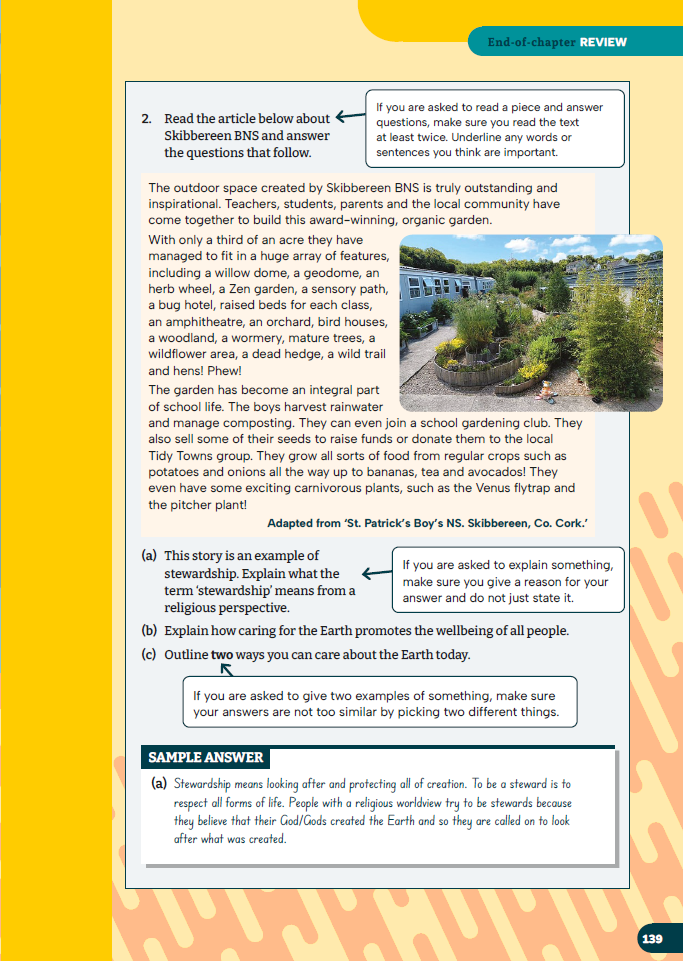 End-of-chapter REVIEW
2. Read the article below about
Skibbereen BNS and answer
the questions that follow.
If you are asked to read a piece and answer
questions, make sure you read the text
at least twice. Underline any words or
sentences you think are important.
The outdoor space created by Skibbereen BNS is truly outstanding and
inspirational. Teachers, students, parents and the local community have
come together to build this award-winning, organic garden.
With only a third of an acre they have
managed to fit in a huge array of features,
including a willow dome, a geodome, an
herb wheel, a Zen garden, a sensory path,
a bug hotel, raised beds for each class,
an amphitheatre, an orchard, bird houses,
a woodland, a wormery, mature trees, a
wildflower area, a dead hedge, a wild trail
and hens! Phew!
The garden has become an integral part
of school life. The boys harvest rainwater
and manage composting. They can even join a school gardening club. They
also sell some of their seeds to raise funds or donate them to the local
Tidy Towns group. They grow all sorts of food from regular crops such as
potatoes and onions all the way up to bananas, tea and avocados! They
even have some exciting carnivorous plants, such as the Venus flytrap and
the pitcher plant!
Adapted from ‘St. Patrick’s Boy’s NS. Skibbereen, Co. Cork.’
(a) This story is an example of
stewardship. Explain what the
term ‘stewardship’ means from a
religious perspective.
If you are asked to explain something,
make sure you give a reason for your
answer and do not just state it.
(b) Explain how caring for the Earth promotes the wellbeing of all people.
(c) Outline two ways you can care about the Earth today.
If you are asked to give two examples of something, make sure
your answers are not too similar by picking two different things.
SAMPLE ANSWER
(a) Stewardship means looking after and protecting all of creation. To be a steward is to
respect all forms of life. People with a religious worldview try to be stewards because
they believe that their God/Gods created the Earth and so they are called on to look
after what was created.
139